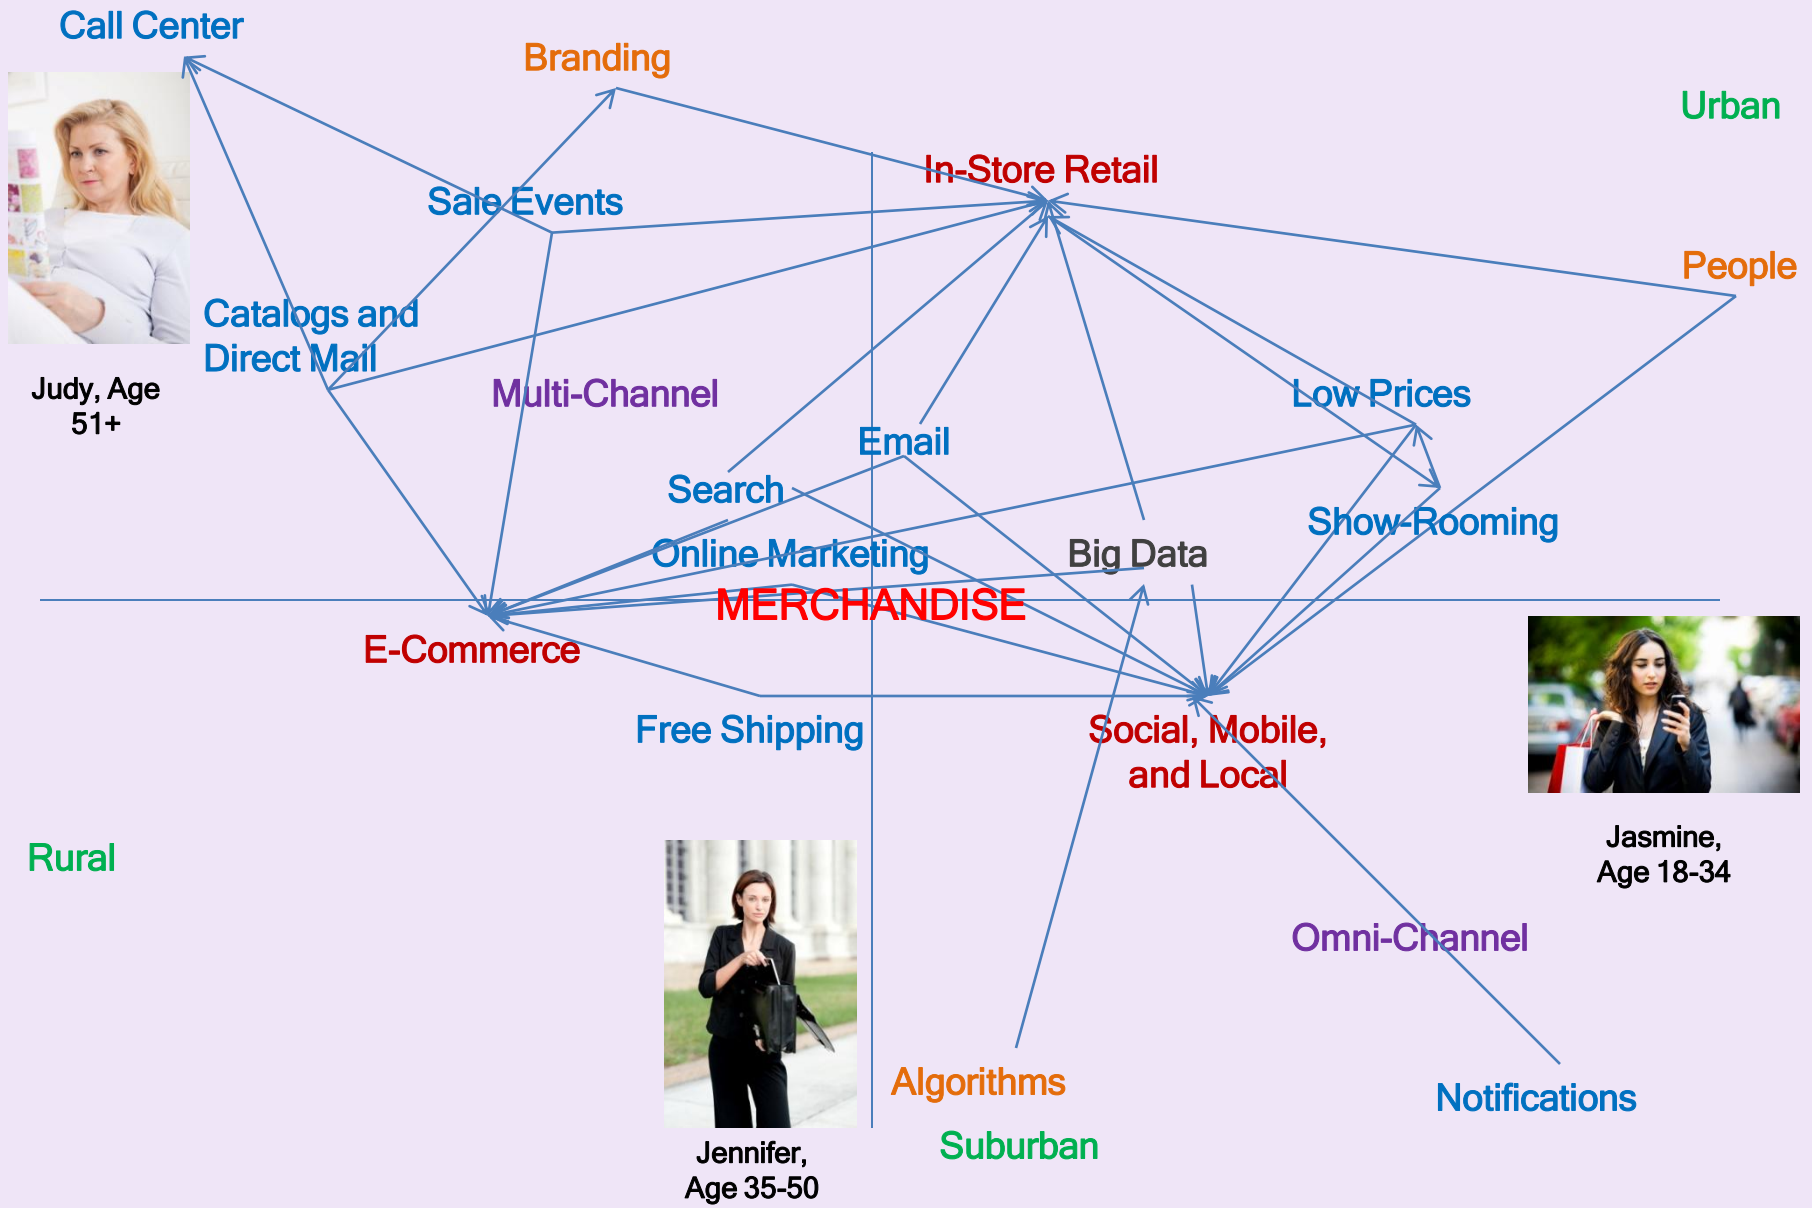 Call Center
Branding
Urban
In-Store Retail
Sale Events
People
Catalogs and
Direct Mail
Judy, Age
51+
Multi-Channel
Low Prices
Email
Search
Show-Rooming
Online Marketing
Big Data
MERCHANDISE
E-Commerce
Free Shipping
Social, Mobile,
and Local
Jasmine,
Age 18-34
Rural
Omni-Channel
Algorithms
Notifications
Suburban
Jennifer,
Age 35-50